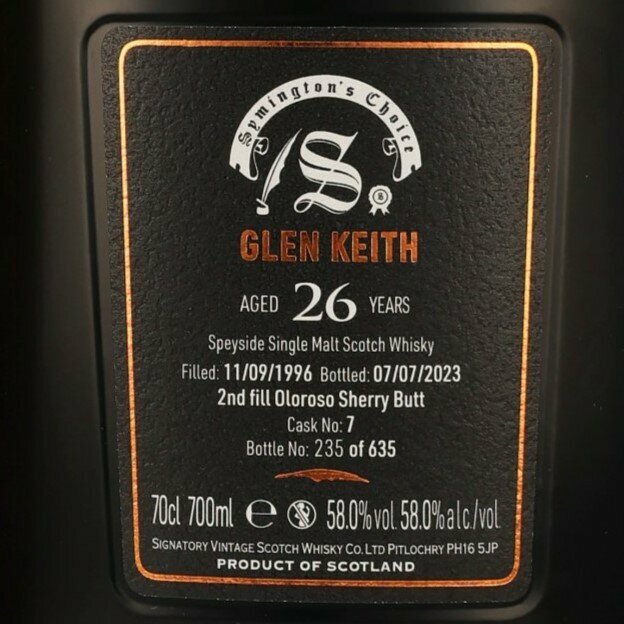 Symington's Choice
S
GLEN KEITH
AGED 26 YEARS
Speyside Single Malt Scotch Whisky
Filled: 11/09/1996 Bottled: 07/07/2023
2nd fill Oloroso Sherry Butt
Cask No: 7
Bottle No: 235 of 635
70cl 700ml ℮ 58.0%vol. 58.0%alc/vol
SIGNATORY VINTAGE SCOTCH WHISKY CO. LTD PITLOCHRY PH16 5JP
PRODUCT OF SCOTLAND